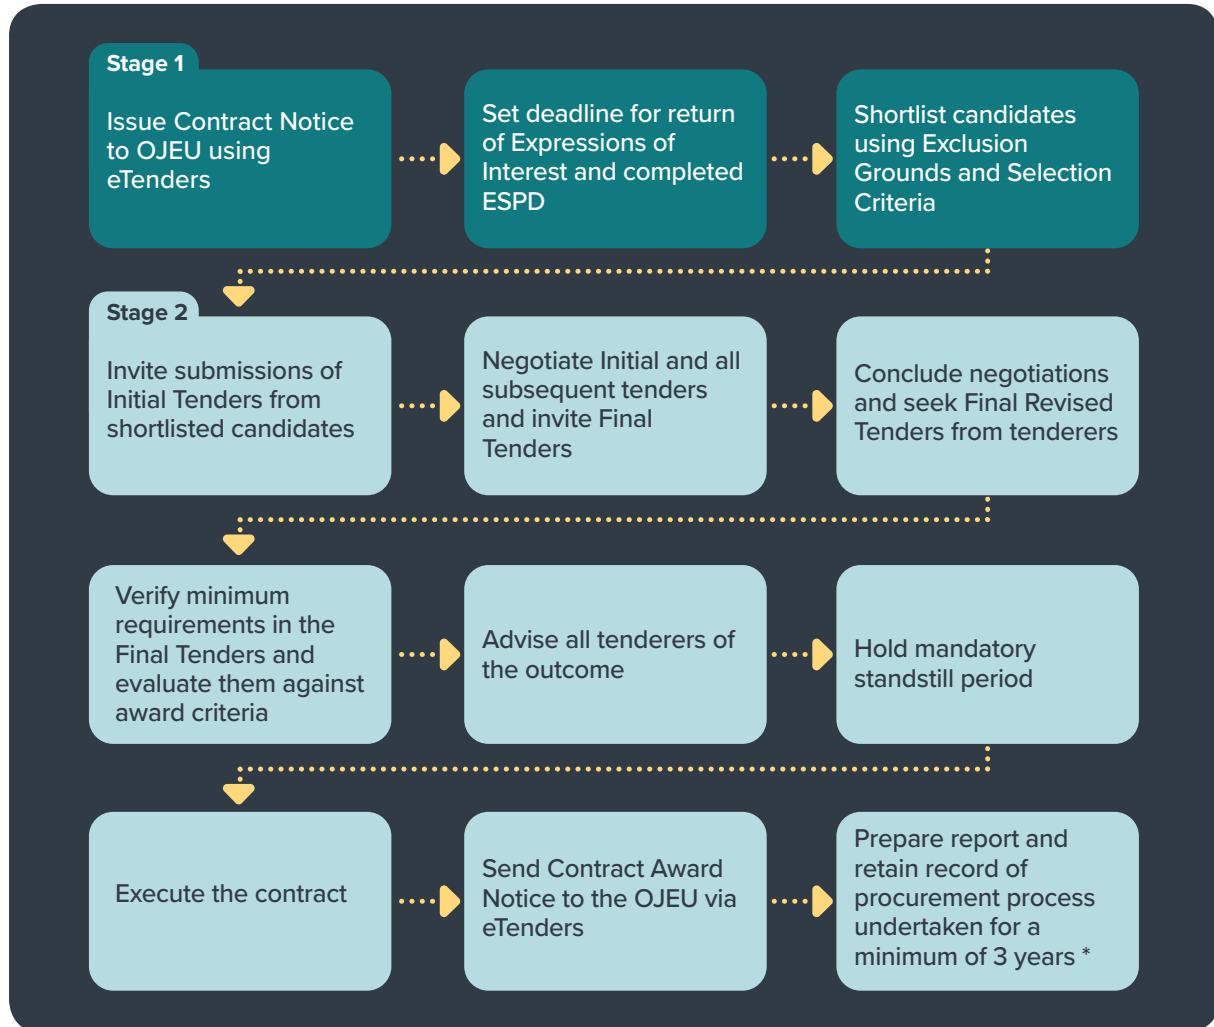 Stage 1
Issue Contract Notice
to OJEU using
eTenders
Set deadline for return
of Expressions of
Interest and completed
ESPD
Shortlist candidates
using Exclusion
Grounds and Selection
Criteria
Stage 2
Invite submissions of
Initial Tenders from
shortlisted candidates
Negotiate Initial and all
subsequent tenders
and invite Final
Tenders
Conclude negotiations
and seek Final Revised
Tenders from tenderers
Verify minimum
requirements in the
Final Tenders and
evaluate them against
award criteria
Advise all tenderers of
the outcome
Hold mandatory
standstill period
Execute the contract
Send Contract Award
Notice to the OJEU via
eTenders
Prepare report and
retain record of
procurement process
undertaken for a
minimum of 3 years *